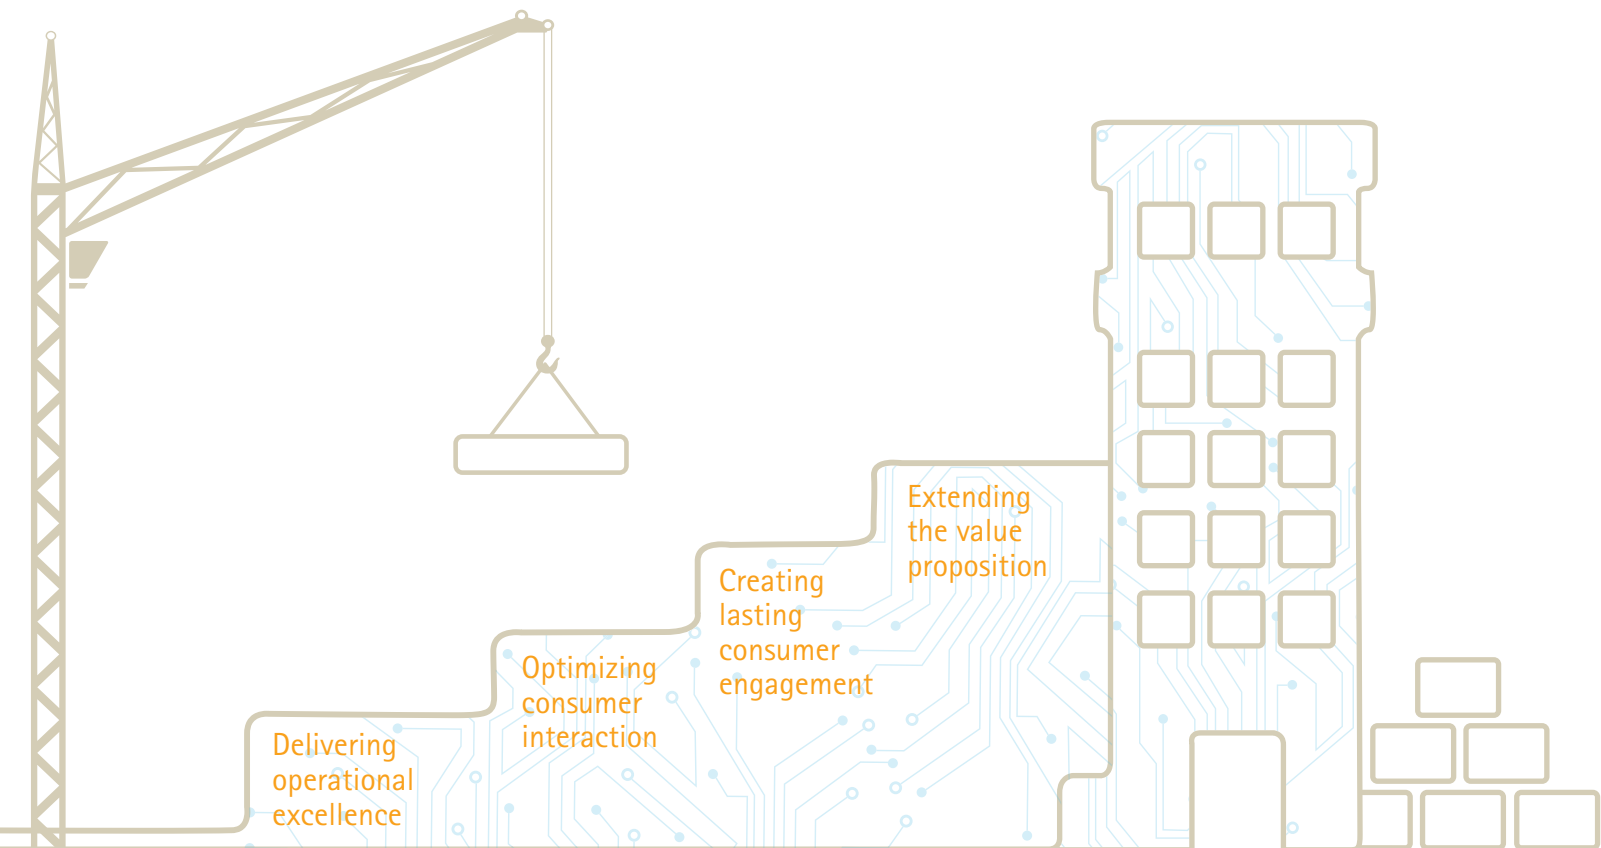 Delivering
operational
excellence
Optimizing
consumer
interaction
Creating
lasting
consumer
engagement
Extending
the value
proposition